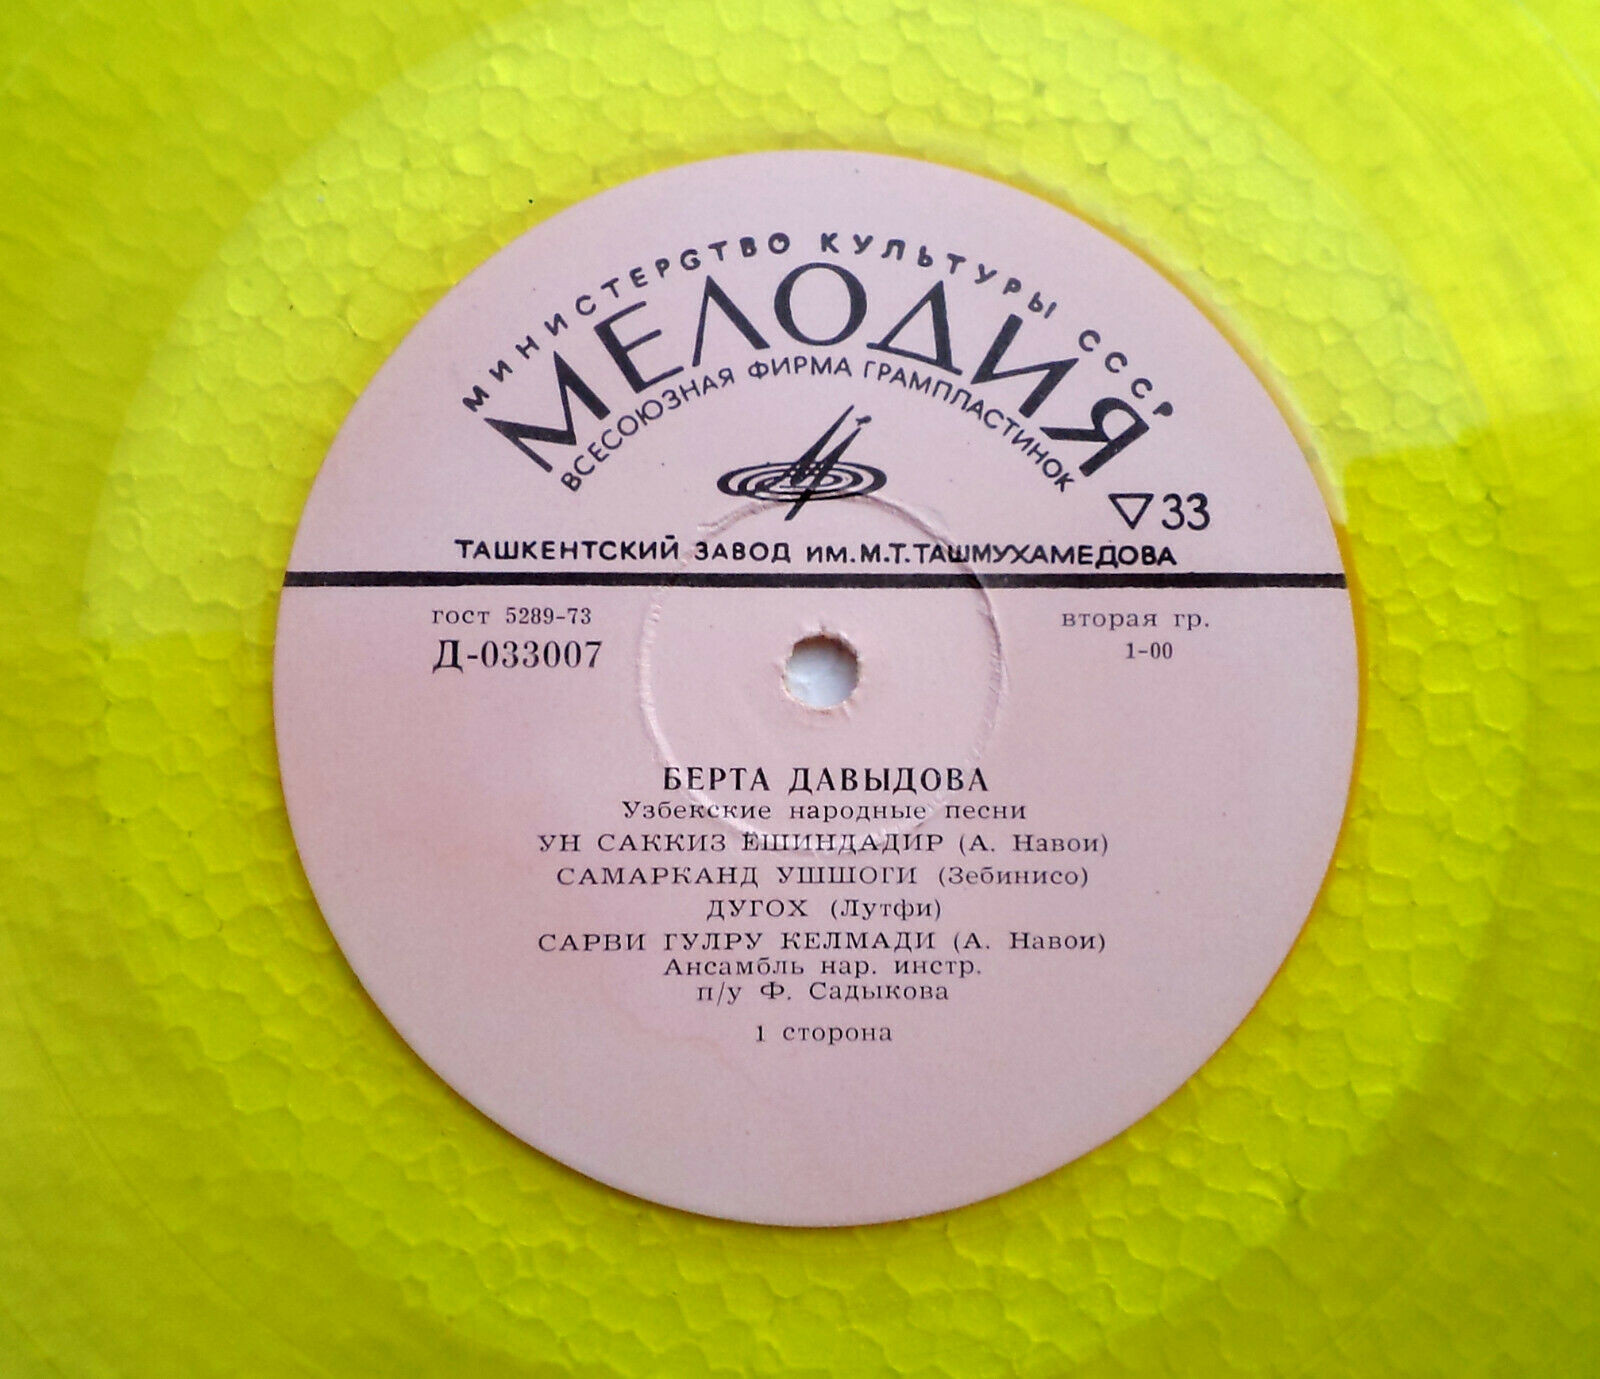 МИНИСТЕРСТВО КУЛЬТУРЫ СССР
МЕЛОДИЯ
ВСЕСОЮЗНАЯ ФИРМА ГРАМПЛАСТИНОК
▽33
ТАШКЕНТСКИЙ ЗАВОД ИМ. М.Т. ТАШМУХАМЕДОВА
гост 5289-73
вторая гр.
Д-033007
1-00
БЕРТА ДАВЫДОВА
Узбекские народные песни
УН САККИЗ ЁШИНДАДИР (А. Навои)
САМАРКАНД УШШОГИ (Зебинисо)
ДУГОХ (Лутфи)
САРВИ ГУЛРУ КЕЛМАДИ (А. Навои)
Ансамбль нар. инстр.
п/у Ф. Садыкова
1 сторона